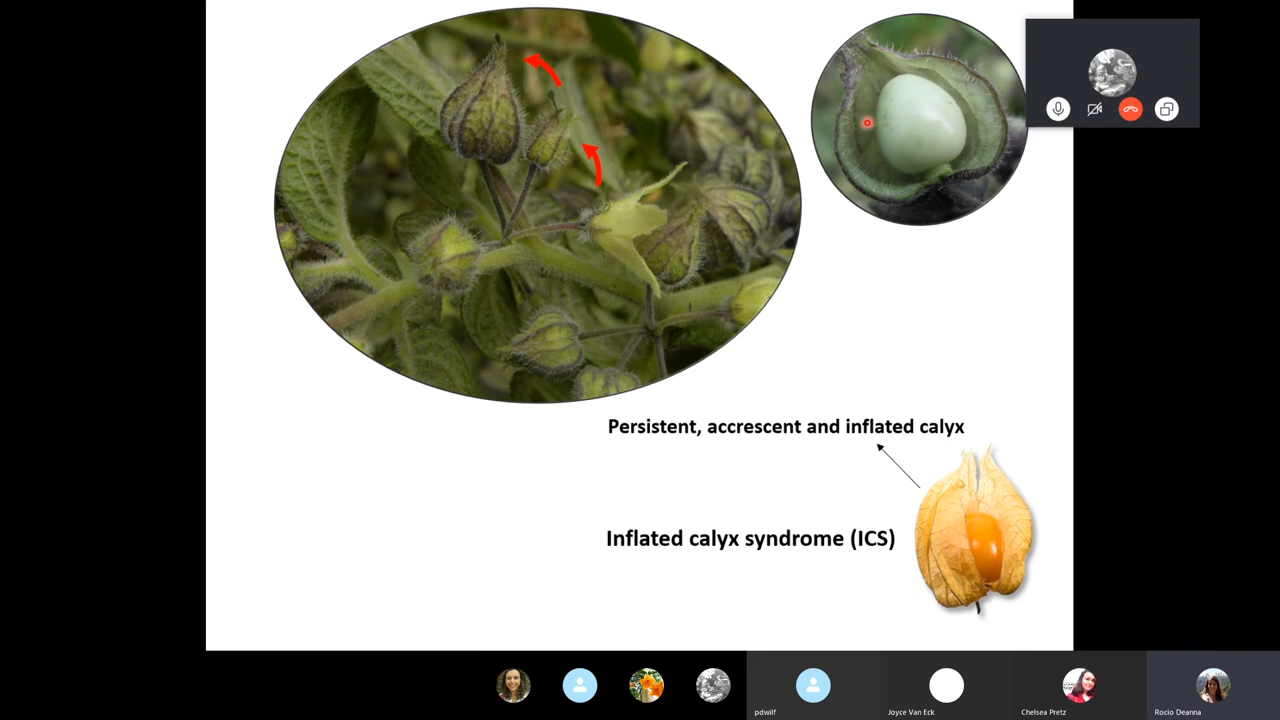 Persistent, accrescent and inflated calyx
Inflated calyx syndrome (ICS)
pdwilf
Joyce Van Eck
Chelsea Pretz
Rocio Deanna